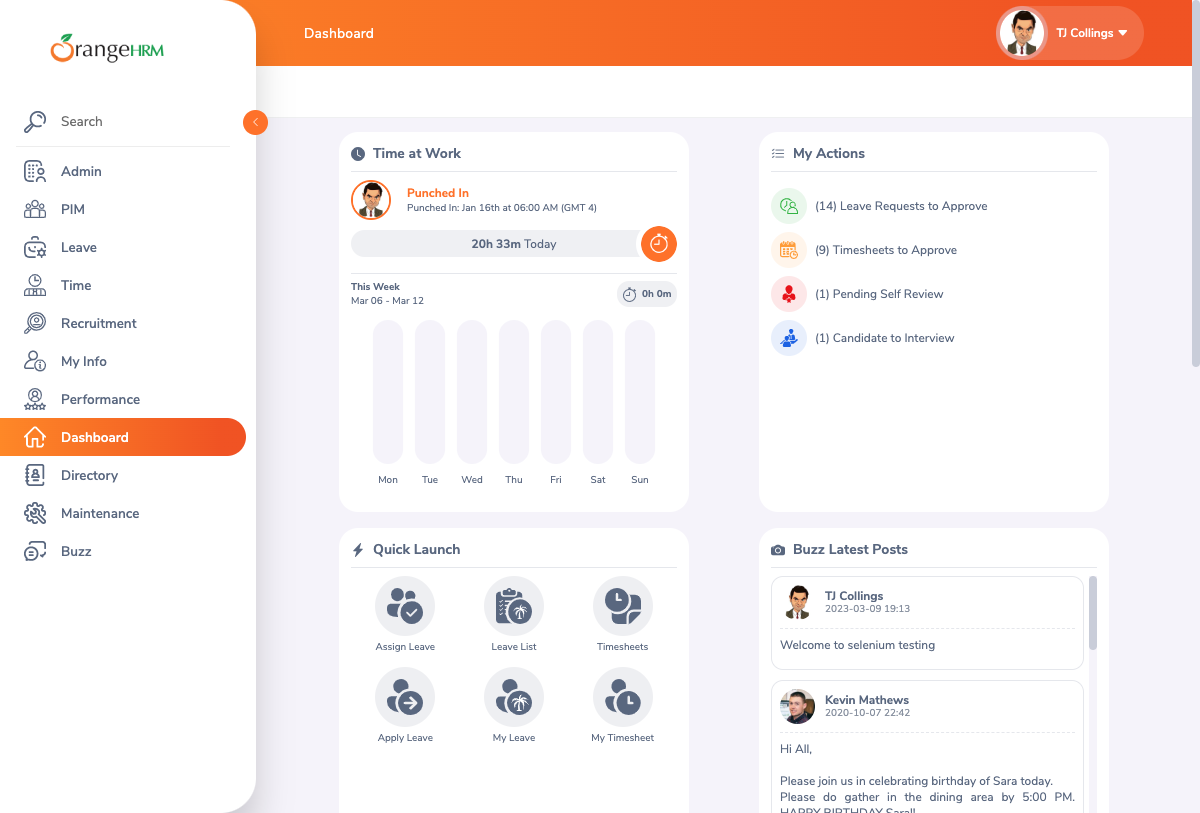 OrangeHRM
Dashboard
TJ Collings
Search
Admin
PIM
Leave
Time
Recruitment
My Info
Performance
Dashboard
Directory
Maintenance
Buzz
Time at Work
Punched In
Punched In: Jan 16th at 06:00 AM (GMT 4)
20h 33m Today
This Week
Mar 06 - Mar 12
0h 0m
Mon Tue Wed Thu Fri Sat Sun
My Actions
(14) Leave Requests to Approve
(9) Timesheets to Approve
(1) Pending Self Review
(1) Candidate to Interview
Quick Launch
Assign Leave Leave List Timesheets
Apply Leave My Leave My Timesheet
Buzz Latest Posts
TJ Collings
2023-03-09 19:13
Welcome to selenium testing
Kevin Mathews
2020-10-07 22:42
Hi All,
Please join us in celebrating birthday of Sara today.
Please do gather in the dining area by 5:00 PM.
HAPPY BIRTHDAY Sara!!